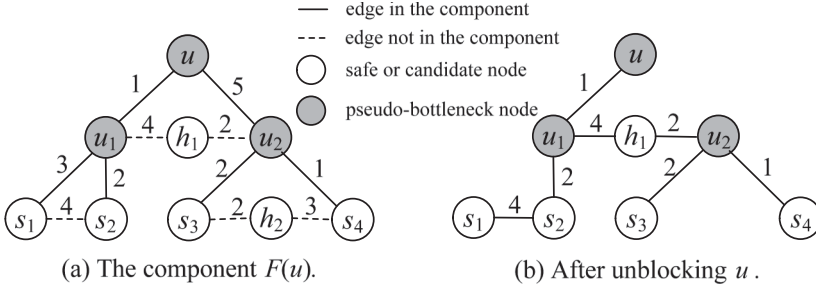 edge in the component
edge not in the component
safe or candidate node
pseudo-bottleneck node
u
1 5
u1 4 h1 2 u2
3 2 2 1
s1 4 s2 s3 2 h2 3 s4
(a) The component F(u).
u
1
u1 4 h1 2 u2
2 2 1
s1 4 s2 s3 s4
(b) After unblocking u .